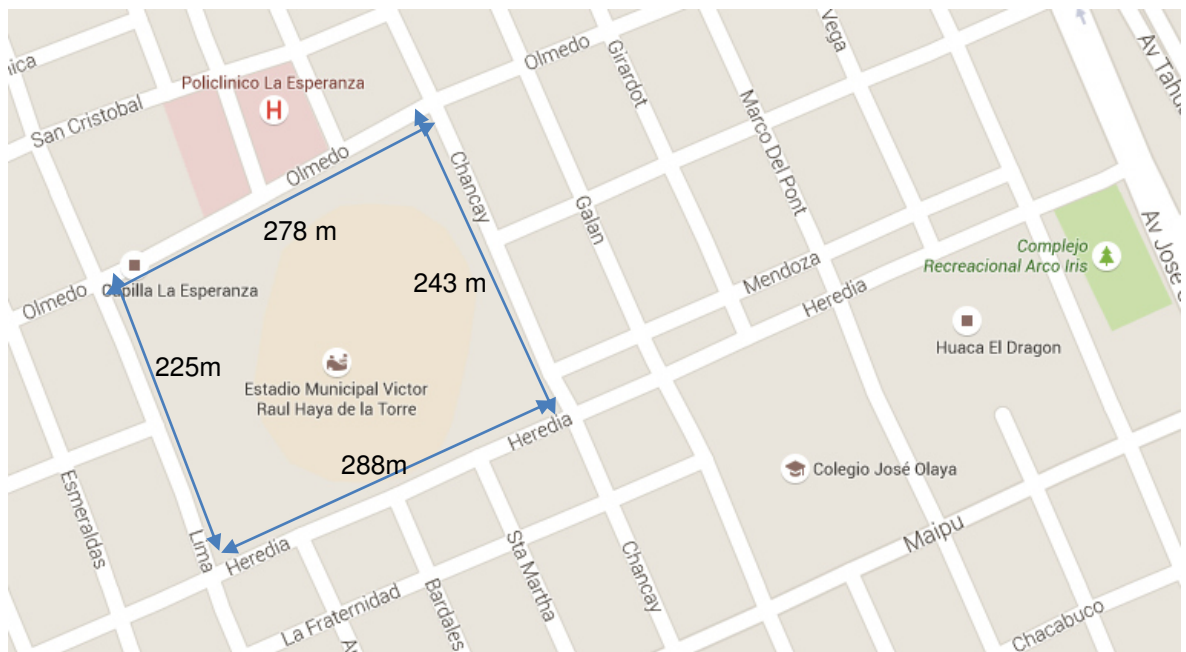 nica
San Cristobal
Policlinico La Esperanza
H
Olmedo
Olmedo
Olmedo
Girardot
Vega
Marco Del Pont
Av Tahu
Chancay
Galan
278 m
243 m
225m
288m
Capilla La Esperanza
Estadio Municipal Victor
Raul Haya de la Torre
Mendoza
Heredia
Complejo
Recreacional Arco Iris
Av José
Huaca El Dragon
Colegio José Olaya
Heredia
Heredia
Esmeraldas
Lima
La Fraternidad
Bardales
Sta Martha
Chancay
Maipu
Chacabuco